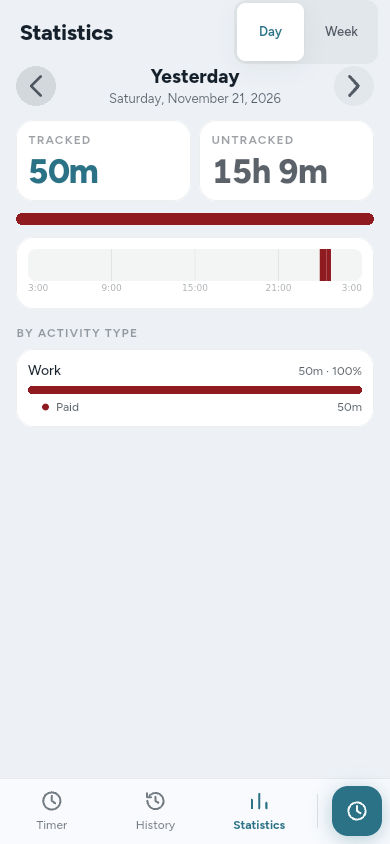 Statistics
Day
Week
Yesterday
Saturday, November 21, 2026
TRACKED
50m
UNTRACKED
15h 9m
3:00 9:00 15:00 21:00 3:00
BY ACTIVITY TYPE
Work 50m · 100%
Paid 50m
Timer
History
Statistics